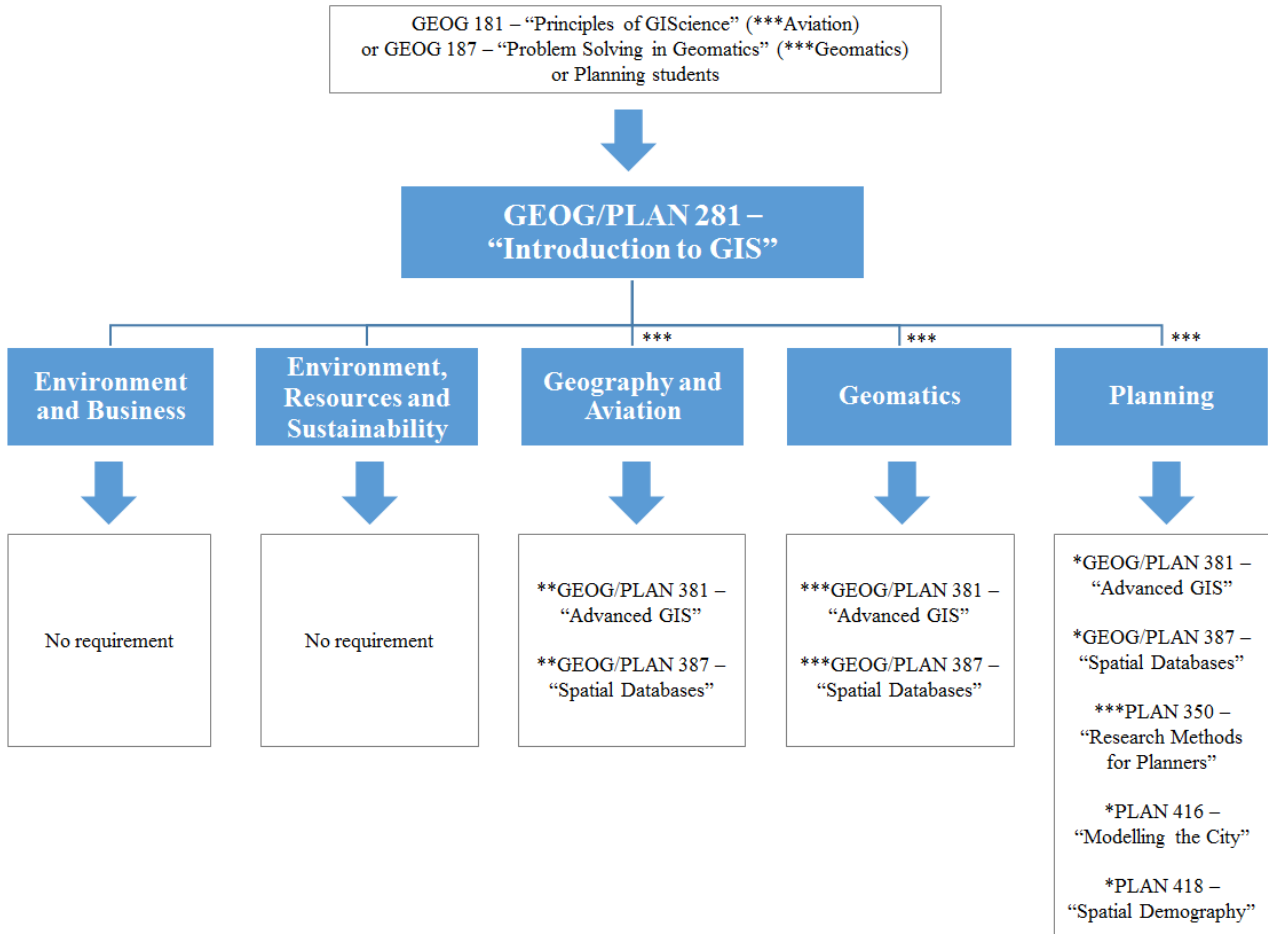 GEOG 181 – “Principles of GIScience” (***Aviation)
or GEOG 187 – “Problem Solving in Geomatics” (***Geomatics)
or Planning students
GEOG/PLAN 281 –
“Introduction to GIS”
***
***
***
Environment
and Business
Environment,
Resources and
Sustainability
Geography and
Aviation
Geomatics
Planning
No requirement
No requirement
**GEOG/PLAN 381 –
“Advanced GIS”
**GEOG/PLAN 387 –
“Spatial Databases”
***GEOG/PLAN 381 –
“Advanced GIS”
***GEOG/PLAN 387 –
“Spatial Databases”
*GEOG/PLAN 381 –
“Advanced GIS”
*GEOG/PLAN 387 –
“Spatial Databases”
***PLAN 350 –
“Research Methods
for Planners”
*PLAN 416 –
“Modelling the City”
*PLAN 418 –
“Spatial Demography”